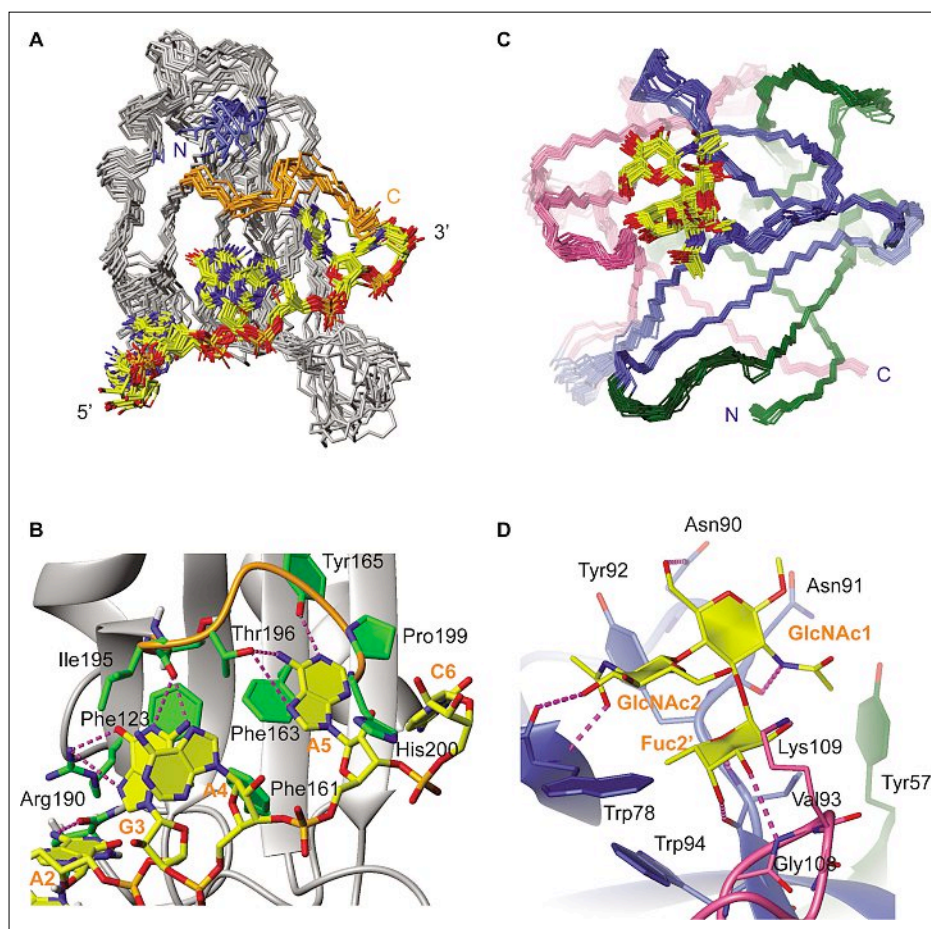 A
N
C
3'
5'
C
C
N
B
Tyr165
Thr196
Pro199
Ile195
C6
Phe123
Phe163
A5
His200
Arg190
A4
Phe161
G3
A2
D
Asn90
Tyr92
Asn91
GlcNAc1
GlcNAc2
Fuc2'
Lys109
Tyr57
Trp78
Val93
Trp94
Gly108